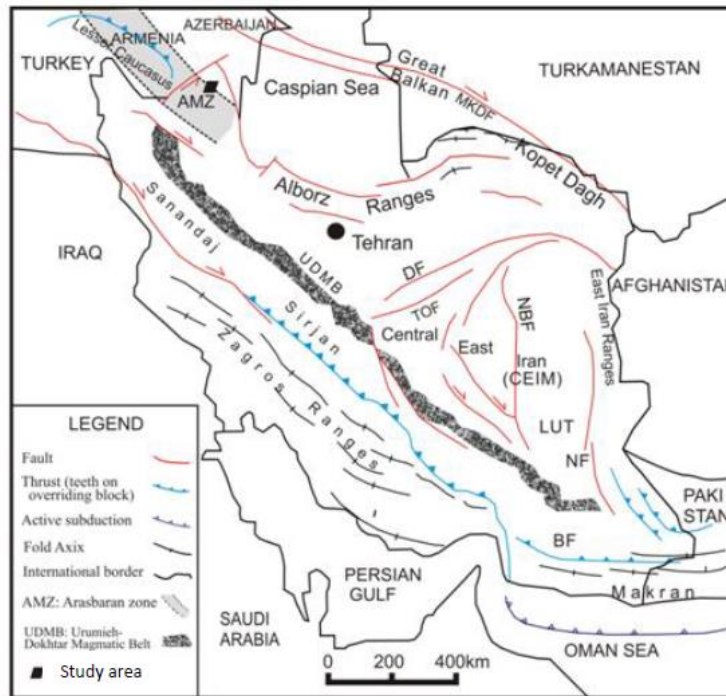 AZERBAIJAN
ARMENIA
Lesser Caucasus
TURKEY
AMZ
Caspian Sea
Great
Balkan
MKDF
TURKAMANESTAN
Kopet Dagh
Alborz
Ranges
Tehran
Sanandaj
IRAQ
UDMB
DF
TOF
AFGHANISTAN
East Iran Ranges
NBF
Central
East
Iran
(CEIM)
Sirjan
Zagros Ranges
LUT
NF
PAKI
STAN
BF
Makran
PERSIAN
GULF
SAUDI
ARABIA
OMAN SEA
0 200 400km
LEGEND
Fault
Thrust (teeth on
overriding block)
Active subduction
Fold Axix
International border
AMZ: Arasbaran zone
UDMB: Urumieh-
Dokhtar Magmatic Belt
Study area